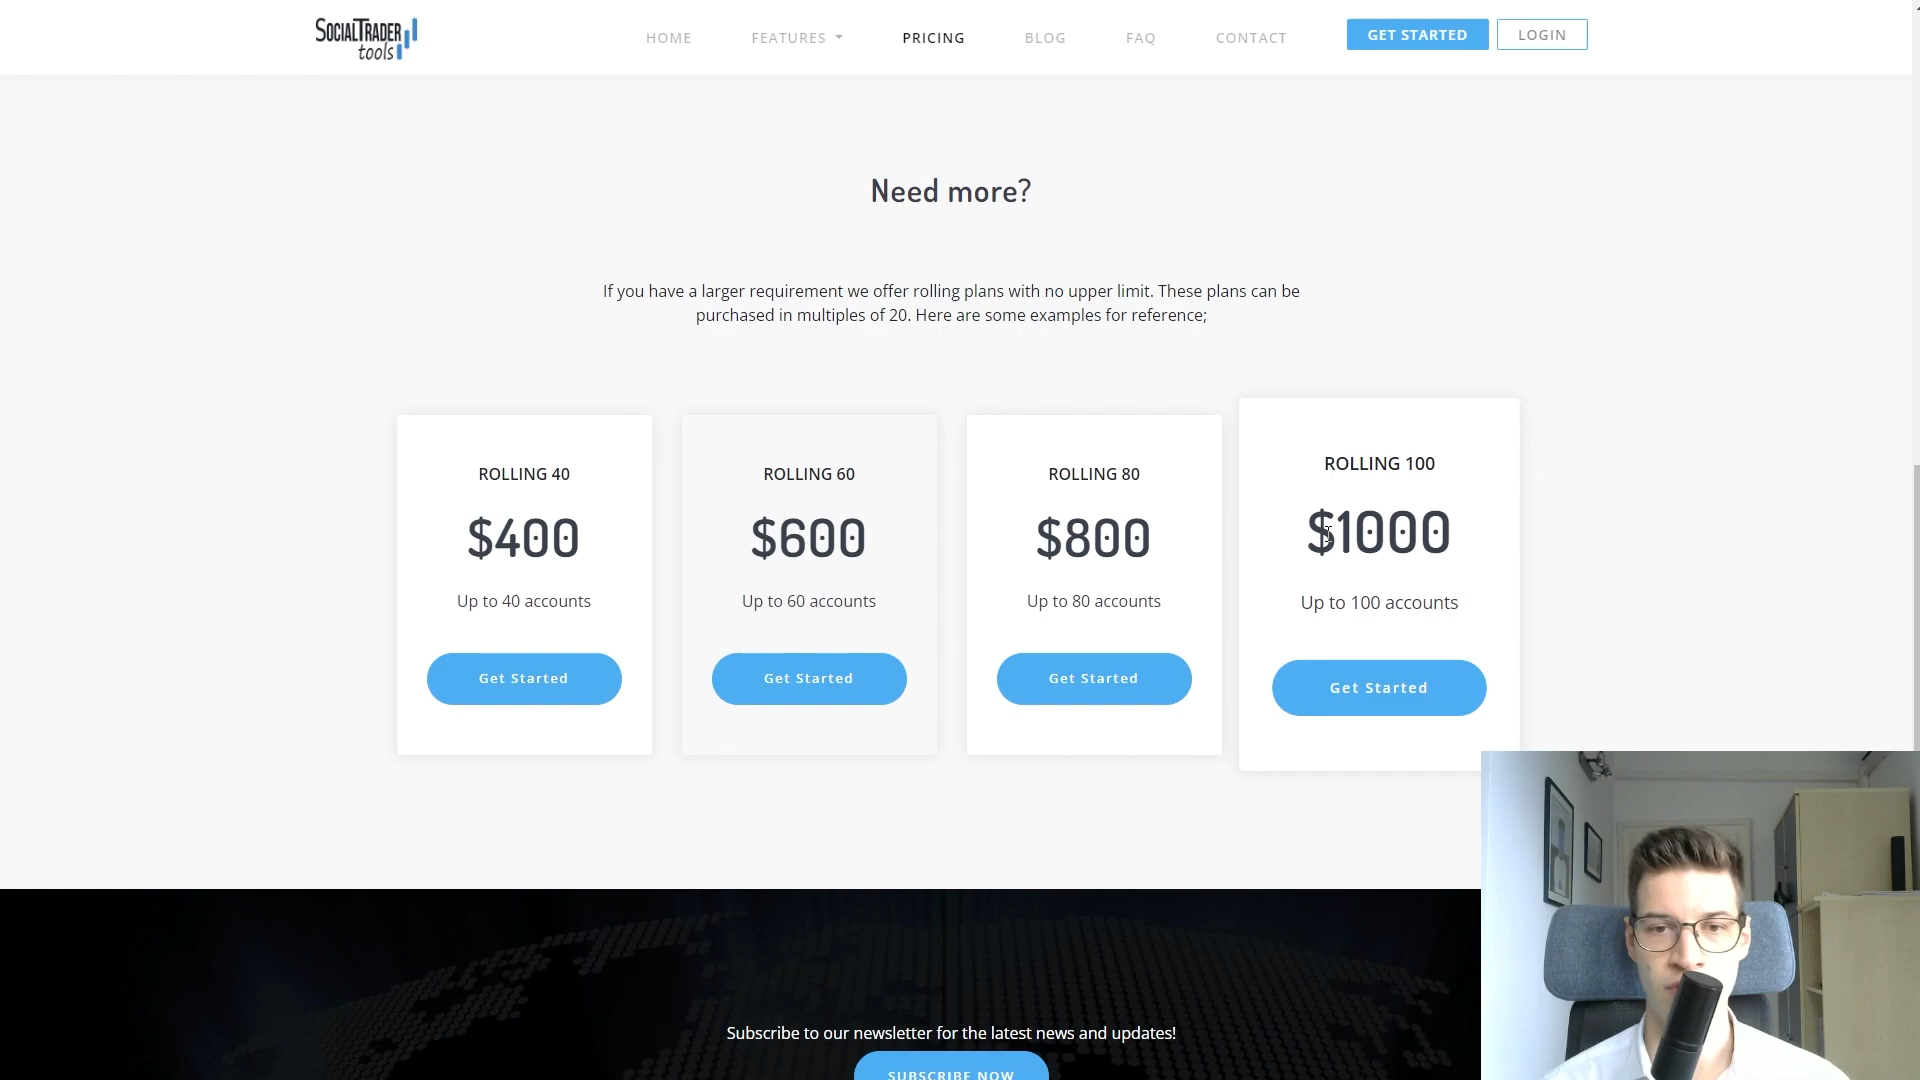 SOCIALTRADER
tools
HOME
FEATURES
PRICING
BLOG
FAQ
CONTACT
GET STARTED
LOGIN
Need more?
If you have a larger requirement we offer rolling plans with no upper limit. These plans can be
purchased in multiples of 20. Here are some examples for reference;
ROLLING 40
$400
Up to 40 accounts
Get Started
ROLLING 60
$600
Up to 60 accounts
Get Started
ROLLING 80
$800
Up to 80 accounts
Get Started
ROLLING 100
$1000
Up to 100 accounts
Get Started
Subscribe to our newsletter for the latest news and updates!
SUBSCRIBE NOW